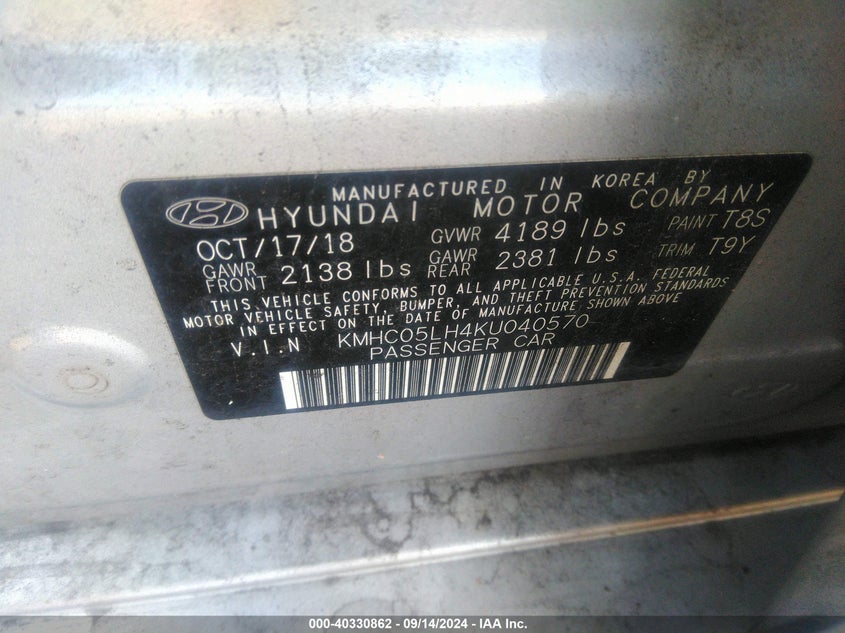 MANUFACTURED IN KOREA BY
HYUNDAI MOTOR COMPANY
OCT/17/18 GVWR 4189 lbs PAINT T8S
GAWR FRONT 2138 lbs GAWR REAR 2381 lbs TRIM T9Y
THIS VEHICLE CONFORMS TO ALL APPLICABLE U.S.A. FEDERAL
MOTOR VEHICLE SAFETY, BUMPER, AND THEFT PREVENTION STANDARDS
IN EFFECT ON THE DATE OF MANUFACTURE SHOWN ABOVE
V.I.N KMHC05LH4KU040570
PASSENGER CAR
000-40330862 - 09/14/2024 - IAA Inc.